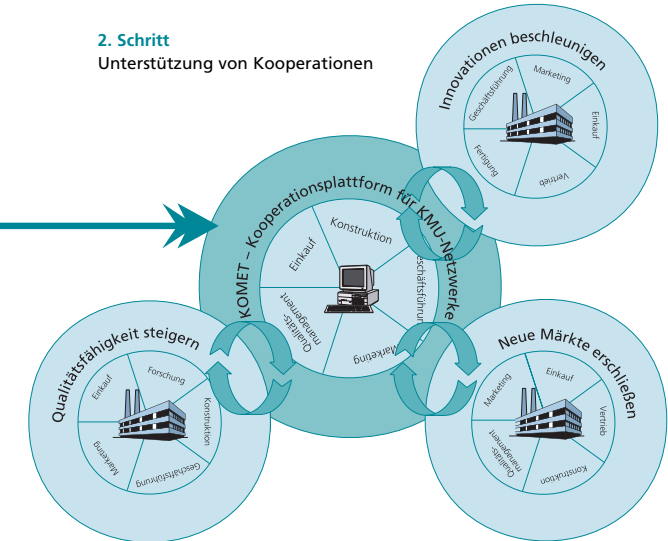 2. Schritt
Unterstützung von Kooperationen
Innovationen beschleunigen
Geschäftsführung
Marketing
Einkauf
Vertrieb
Fertigung
KOMET – Kooperationsplattform für KMU-Netzwerke
Einkauf
Konstruktion
Geschäftsführung
Marketing
Qualitäts-
management
Qualitätsfähigkeit steigern
Einkauf
Forschung
Konstruktion
Geschäftsführung
Marketing
Neue Märkte erschließen
Marketing
Einkauf
Vertrieb
Konstruktion
Qualitäts-
management